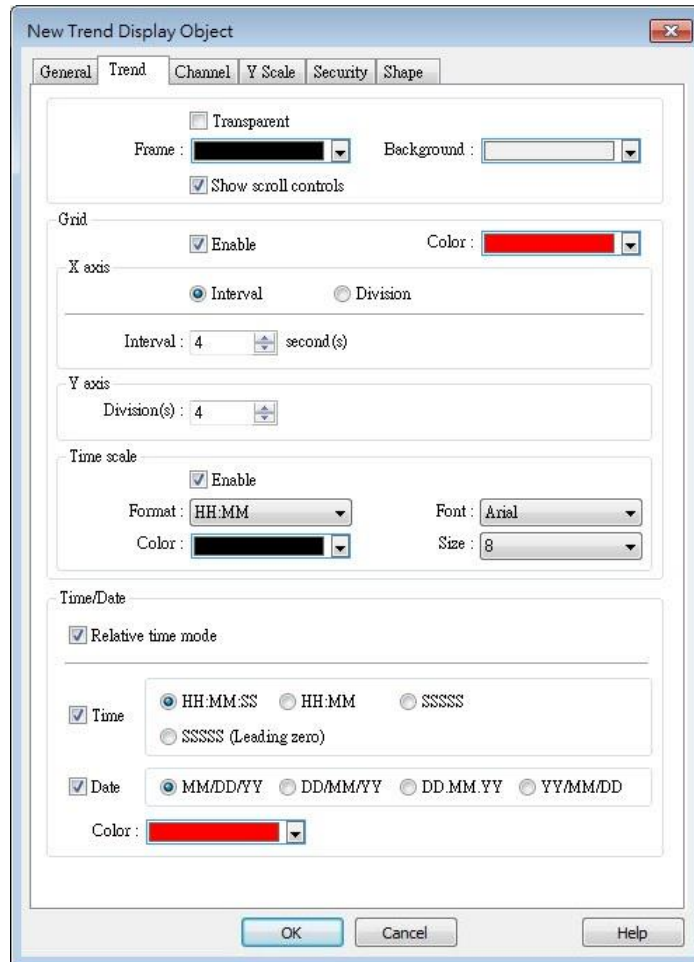 New Trend Display Object
General Trend Channel Y Scale Security Shape
Transparent
Frame : Background :
Show scroll controls
Grid
Enable Color :
X axis
Interval Division
Interval : 4 second(s)
Y axis
Division(s) : 4
Time scale
Enable
Format : HH:MM Font : Arial
Color : Size : 8
Time/Date
Relative time mode
Time HH:MM:SS HH:MM SSSSS
SSSSS (Leading zero)
Date MM/DD/YY DD/MM/YY DD.MM.YY YY/MM/DD
Color :
OK Cancel Help